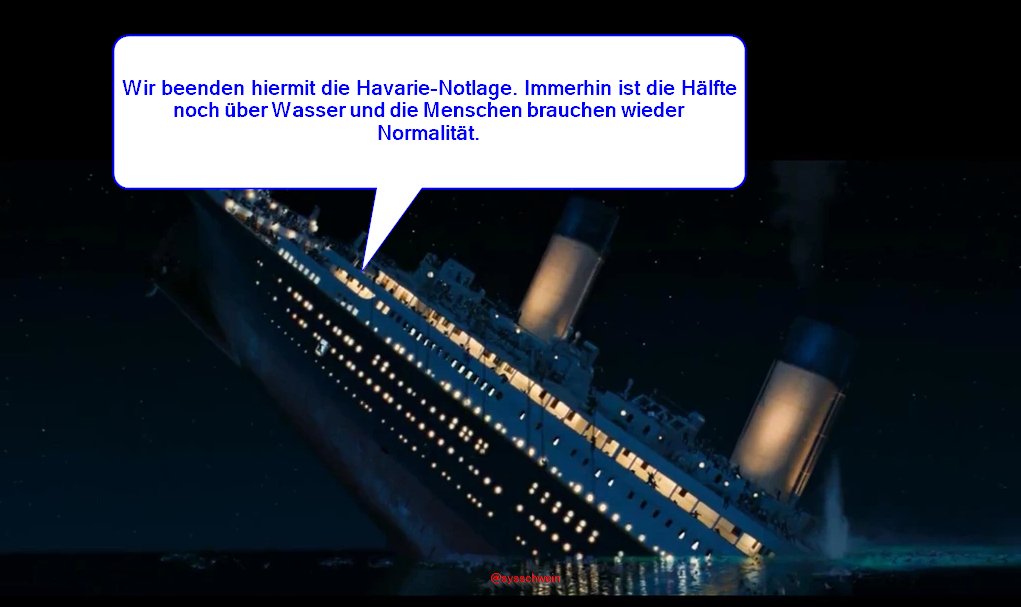 Wir beenden hiermit die Havarie-Notlage. Immerhin ist die Hälfte
noch über Wasser und die Menschen brauchen wieder
Normalität.
@sysschwein